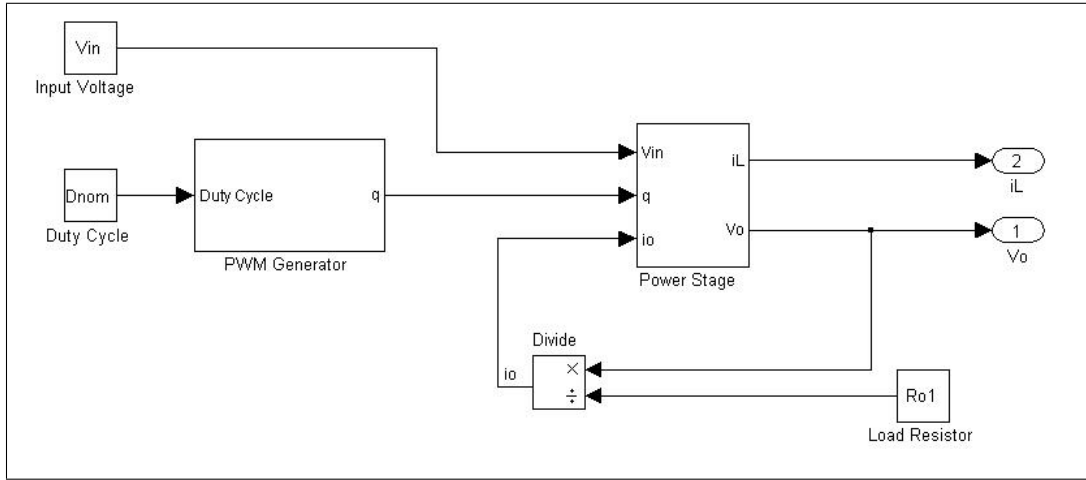 Vin
Input Voltage
Dnom
Duty Cycle
Duty Cycle
q
PWM Generator
Vin
q
io
iL
Vo
Power Stage
2
iL
1
Vo
Divide
io
×
÷
Ro1
Load Resistor